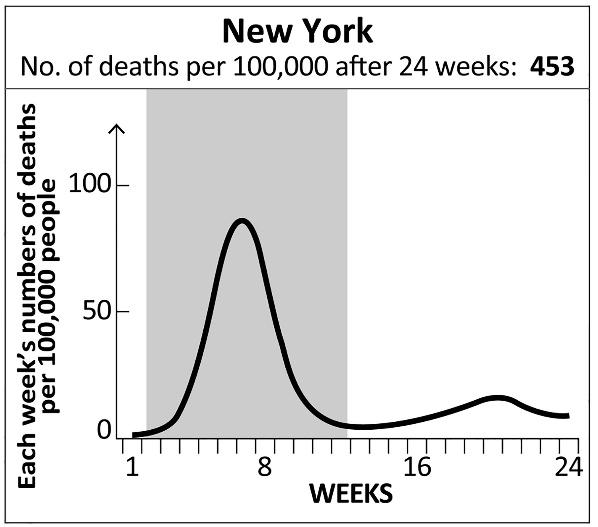 New York
No. of deaths per 100,000 after 24 weeks: 453
Each week's numbers of deaths
per 100,000 people
100
50
0
1 8 16 24
WEEKS